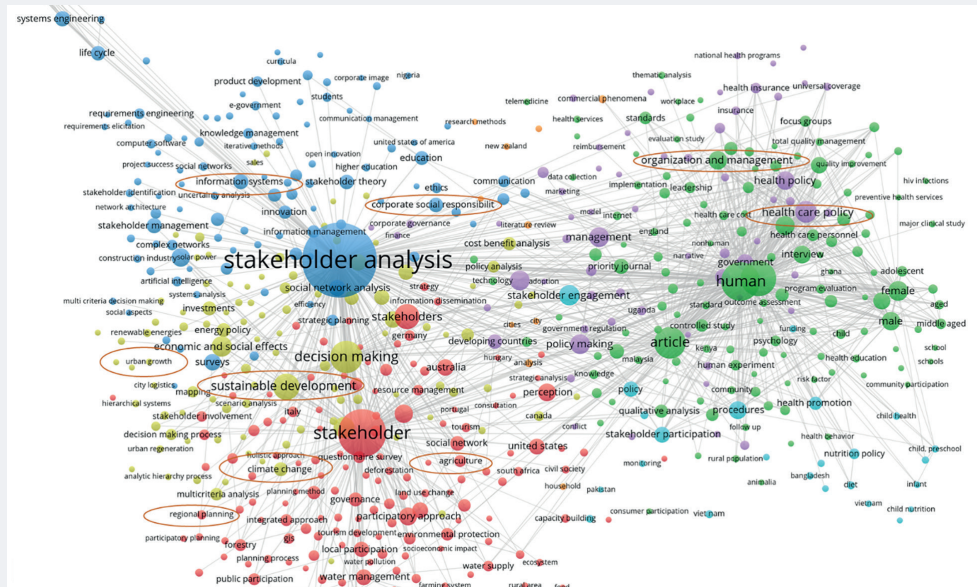 systems engineering
life cycle
curricula
corporate image
nigeria
product development
students
e-government
communication management
requirements engineering
requirements elicitation
knowledge management
computer software
iterative methods
united states of america
sales
open innovation
education
project success
social networks
higher education
information systems
stakeholder theory
communication
stakeholder identification
uncertainty analysis
ethics
network architecture
corporate social responsibilit
innovation
stakeholder management
information management
corporate governance
finance
complex networks
construction industry
solar power
stakeholder analysis
artificial intelligence
social network analysis
systems analysis
multi criteria decision making
social aspects
investments
efficiency
strategic planning
strategy
information dissemination
stakeholders
renewable energies
energy policy
germany
economic and social effects
urban growth
surveys
decision making
australia
city logistics
mapping
sustainable development
resource management
hierarchical systems
scenario analysis
italy
stakeholder involvement
portugal
consultation
tourism
decision making process
stakeholder
social network
urban regeneration
holistic approach
questionnaire survey
climate change
deforestation
agriculture
analytic hierarchy process
multicriteria analysis
planning method
land use change
governance
regional planning
integrated approach
participatory approach
participatory planning
gis
tourism development
environmental protection
forestry
local participation
socioeconomic impact
planning process
water pollution
public participation
water management
water supply
ecosystem
farming system
rural area
food
national health programs
thematic analysis
health insurance
universal coverage
telemedicine
commercial phenomena
workplace
health services
insurance
research methods
standards
focus groups
evaluation study
total quality management
new zealand
reimbursement
organization and management
quality improvement
data collection
implementation
health policy
hiv infections
marketing
leadership
preventive health services
model
internet
health care cost
health care policy
literature review
england
major clinical study
management
health care personnel
cost benefit analysis
nonhuman
narrative
interview
policy analysis
priority journal
government
technology
adoption
human
ghana
adolescent
stakeholder engagement
program evaluation
female
outcome assessment
standard
aged
uganda
cities
city
controlled study
funding
male
middle aged
government regulation
developing countries
policy making
article
psychology
child
kenya
school
hungary
analysis
malaysia
human experiment
health education
schools
strategic analysis
knowledge
risk factor
perception
policy
community
community participation
health promotion
canada
qualitative analysis
procedures
conflict
follow up
child health
stakeholder participation
health behavior
united states
child, preschool
rural population
nutrition policy
monitoring
south africa
civil society
bangladesh
household
animalia
diet
infant
pakistan
vietnam
child nutrition
consumer participation
viet nam
capacity building